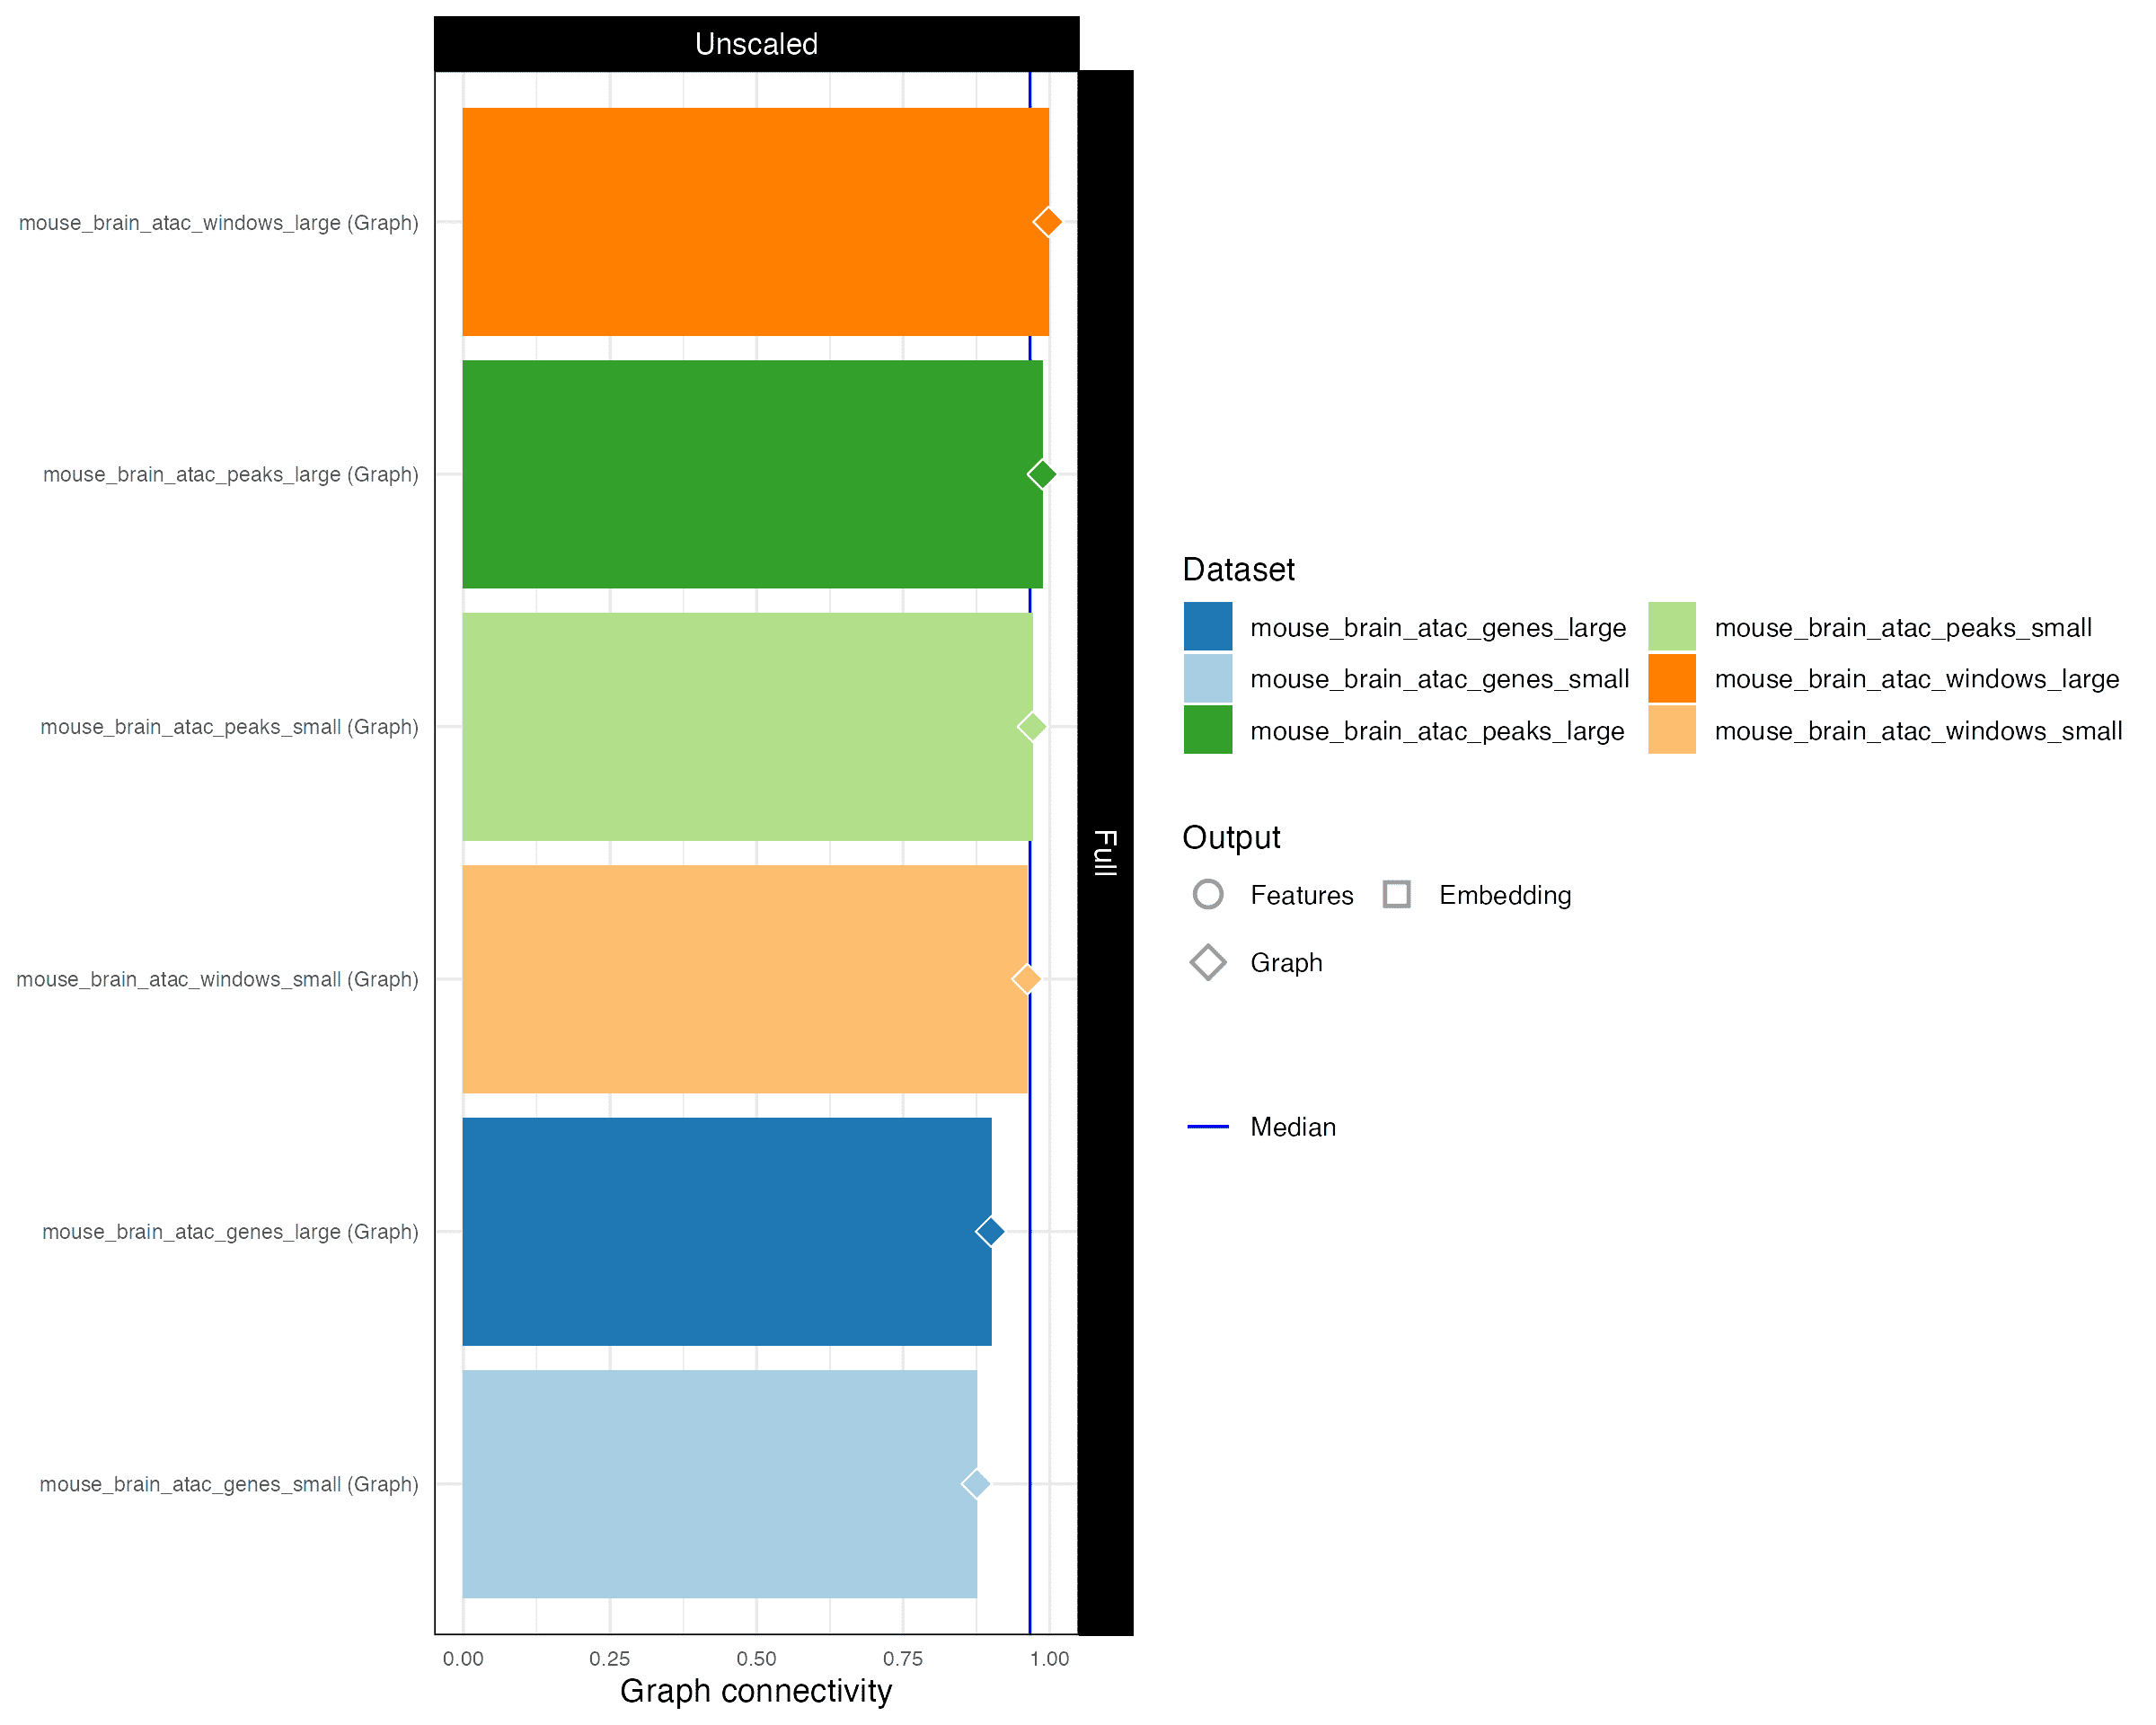 Unscaled
mouse_brain_atac_windows_large (Graph)
mouse_brain_atac_peaks_large (Graph)
mouse_brain_atac_peaks_small (Graph)
mouse_brain_atac_windows_small (Graph)
mouse_brain_atac_genes_large (Graph)
mouse_brain_atac_genes_small (Graph)
0.00 0.25 0.50 0.75 1.00
Graph connectivity
Full
Dataset
mouse_brain_atac_genes_large mouse_brain_atac_peaks_small
mouse_brain_atac_genes_small mouse_brain_atac_windows_large
mouse_brain_atac_peaks_large mouse_brain_atac_windows_small
Output
Features Embedding
Graph
Median